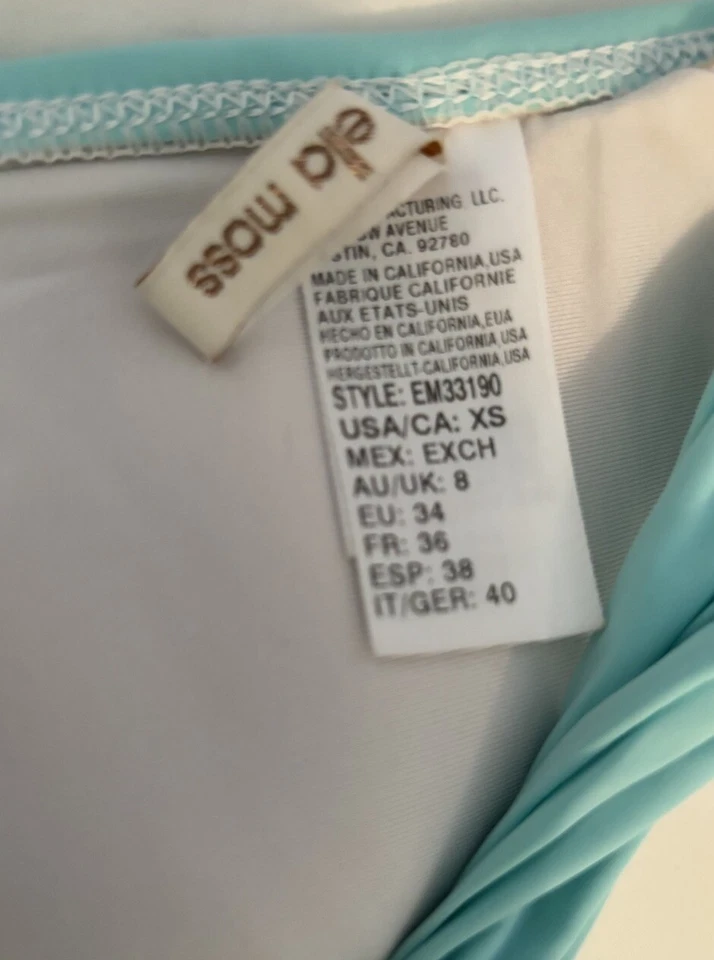 ella moss
LLC.
AVENUE
CA. 92780
MADE IN CALIFORNIA,USA
FABRIQUE CALIFORNIE
AUX ETATS-UNIS
HECHO EN CALIFORNIA,EUA
PRODOTTO IN CALIFORNIA,USA
HERGESTELLT-CALIFORNIA,USA
STYLE: EM33190
USA/CA: XS
MEX: EXCH
AU/UK: 8
EU: 34
FR: 36
ESP: 38
IT/GER: 40